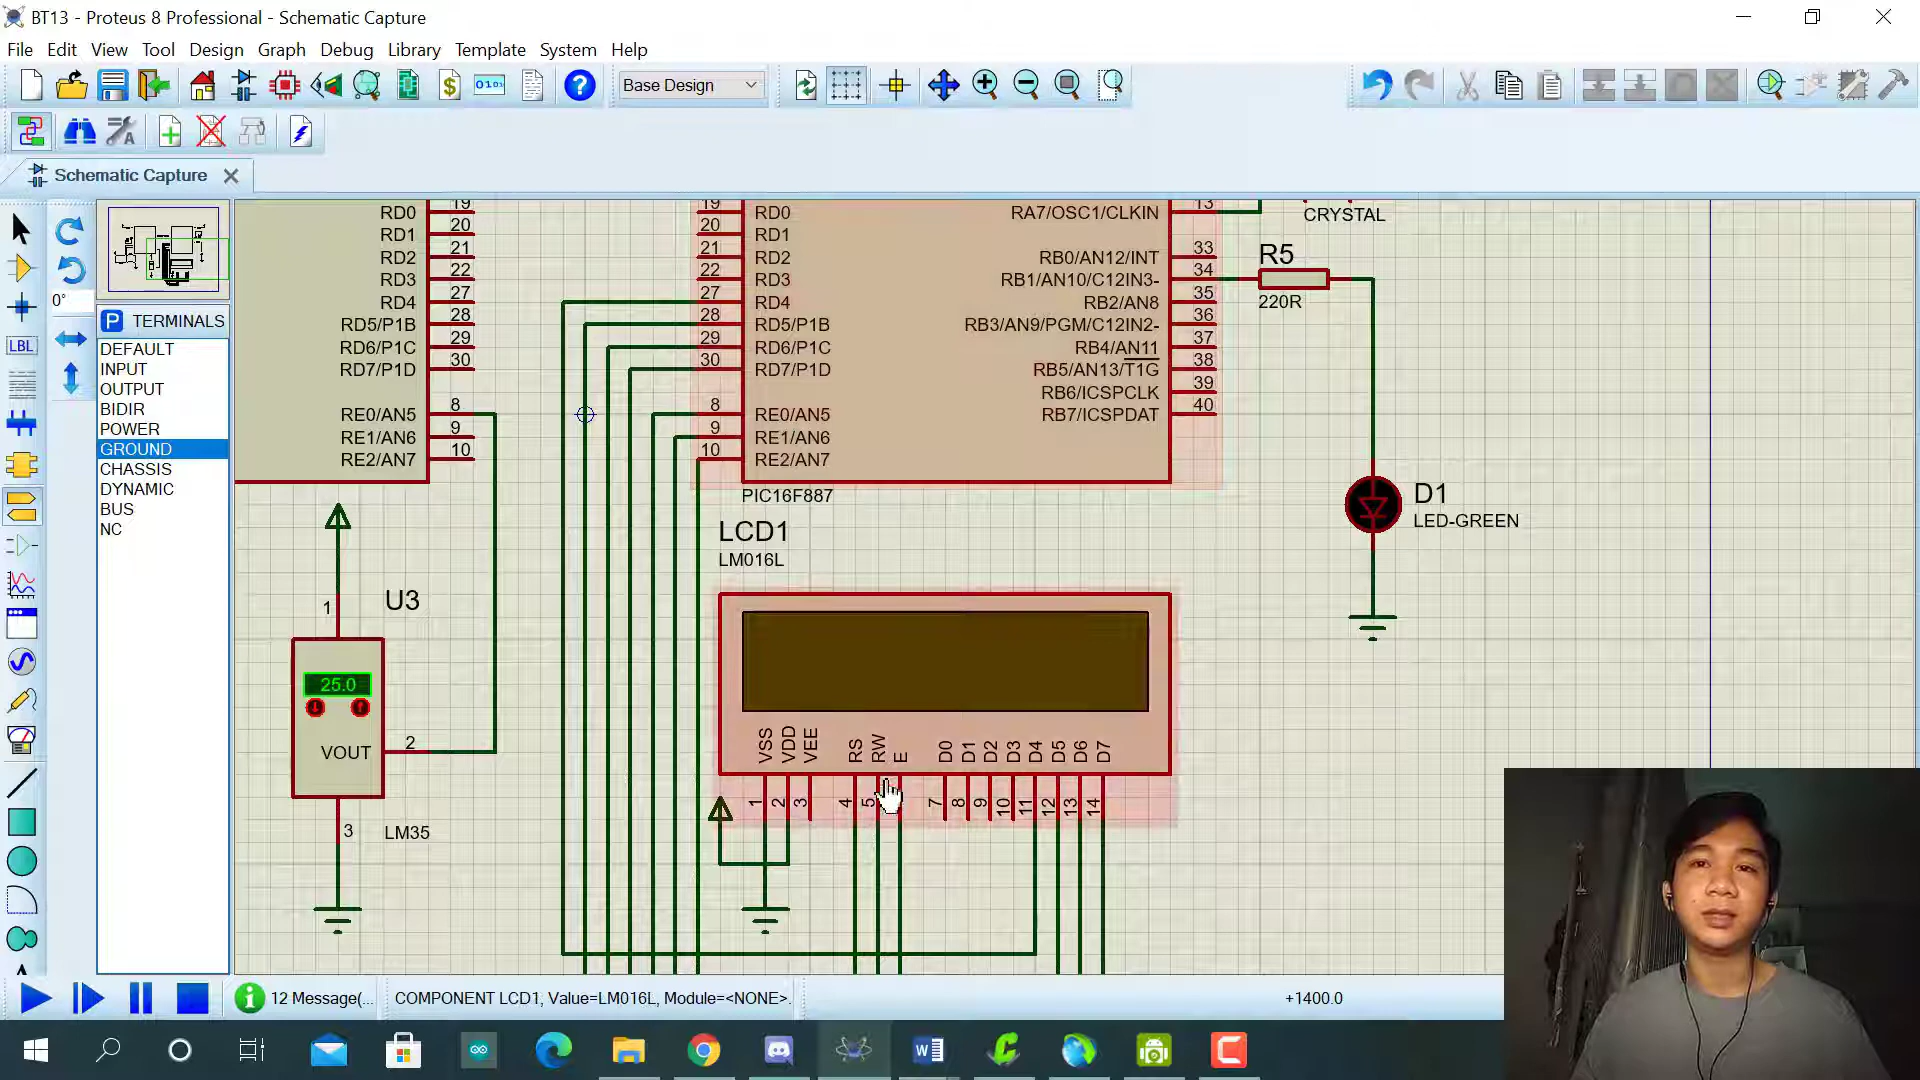 BT13 - Proteus 8 Professional - Schematic Capture
File Edit View Tool Design Graph Debug Library Template System Help
Base Design
Schematic Capture
0°
P TERMINALS
DEFAULT
INPUT
OUTPUT
BIDIR
POWER
GROUND
CHASSIS
DYNAMIC
BUS
NC
LBL
RD0 19
RD1 20
RD2 21
RD3 22
RD4 27
RD5/P1B 28
RD6/P1C 29
RD7/P1D 30
RE0/AN5 8
RE1/AN6 9
RE2/AN7 10
19 RD0
20 RD1
21 RD2
22 RD3
27 RD4
28 RD5/P1B
29 RD6/P1C
30 RD7/P1D
8 RE0/AN5
9 RE1/AN6
10 RE2/AN7
RA7/OSC1/CLKIN 13
RB0/AN12/INT 33
RB1/AN10/C12IN3- 34
RB2/AN8 35
RB3/AN9/PGM/C12IN2- 36
RB4/AN11 37
RB5/AN13/T1G 38
RB6/ICSPCLK 39
RB7/ICSPDAT 40
PIC16F887
CRYSTAL
R5
220R
D1
LED-GREEN
LCD1
LM016L
VSS VDD VEE RS RW E D0 D1 D2 D3 D4 D5 D6 D7
1 2 3 4 5 7 8 9 10 11 12 13 14
U3
1
25.0
VOUT 2
3 LM35
12 Message(...
COMPONENT LCD1, Value=LM016L, Module=<NONE>.
+1400.0